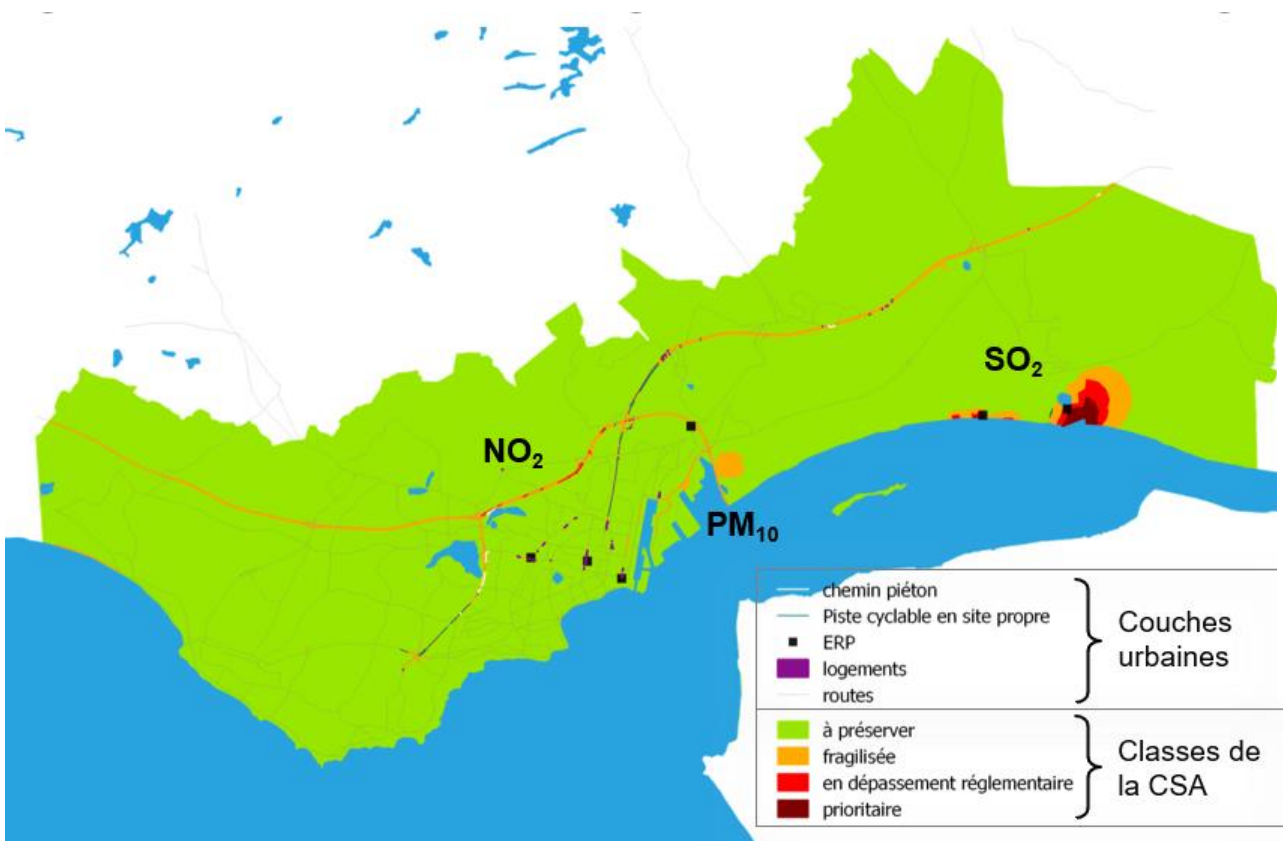 SO₂
NO₂
PM₁₀
chemin piéton
Piste cyclable en site propre
ERP
logements
routes
Couches
urbaines
à préserver
fragilisée
en dépassement réglementaire
prioritaire
Classes de
la CSA